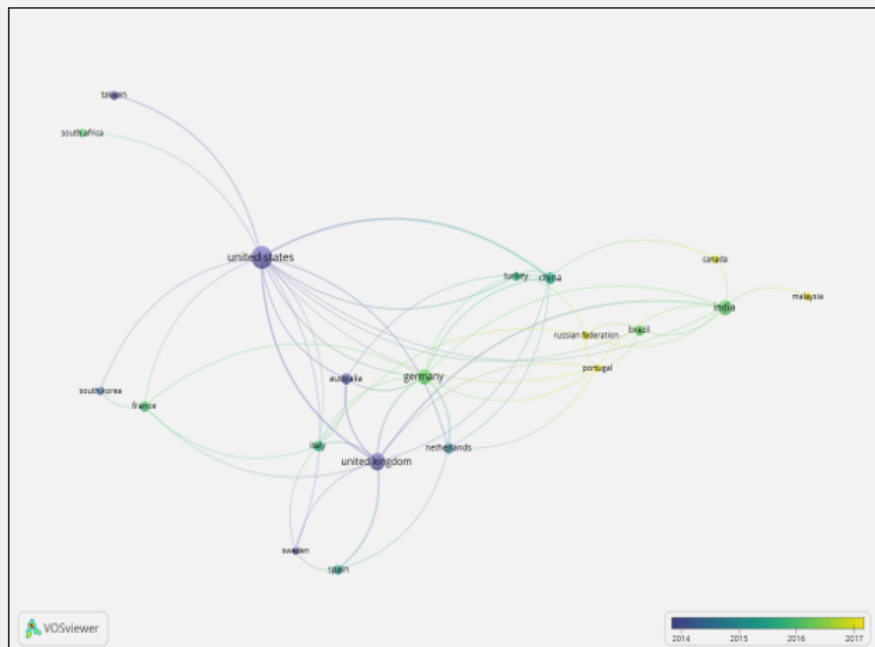 taiwan
south africa
united states
canada
turkey
china
malaysia
india
brazil
russian federation
portugal
germany
australia
south korea
france
italy
netherlands
united kingdom
sweden
spain
VOSviewer
2014 2015 2016 2017